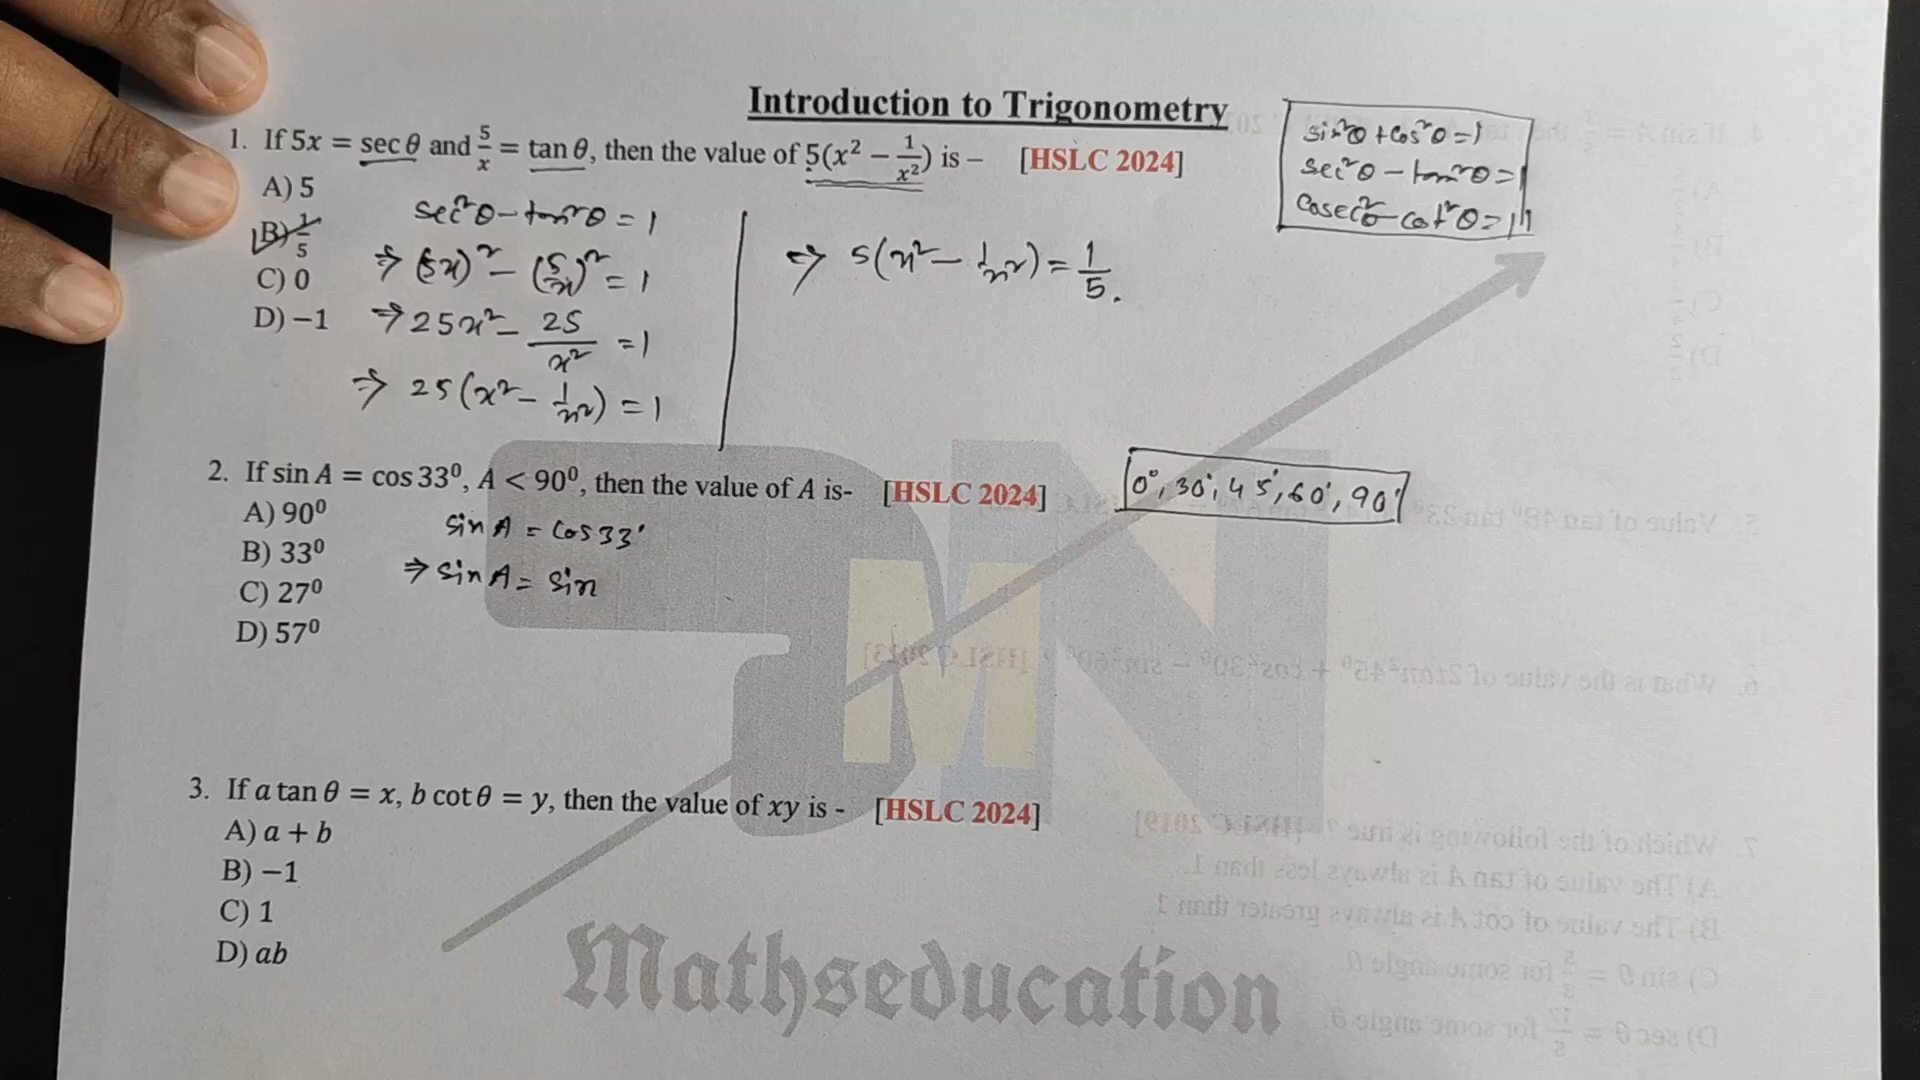 Introduction to Trigonometry
1. If 5x = sec θ and 5/x = tan θ, then the value of 5(x² − 1/x²) is – [HSLC 2024]
A) 5
B) 1/5
C) 0
D) −1
sec²θ − tan²θ = 1
⇒ (5x)² − (5/x)² = 1
⇒ 25x² − 25/x² = 1
⇒ 25(x² − 1/x²) = 1
⇒ 5(x² − 1/x²) = 1/5.
sin²θ + cos²θ = 1
sec²θ − tan²θ = 1
cosec²θ − cot²θ = 1
2. If sin A = cos 33⁰, A < 90⁰, then the value of A is- [HSLC 2024]
0°, 30°, 45°, 60°, 90°
A) 90⁰
B) 33⁰
C) 27⁰
D) 57⁰
sin A = cos 33°
⇒ sin A = sin
3. If a tan θ = x, b cot θ = y, then the value of xy is - [HSLC 2024]
A) a + b
B) −1
C) 1
D) ab
Mathseducation